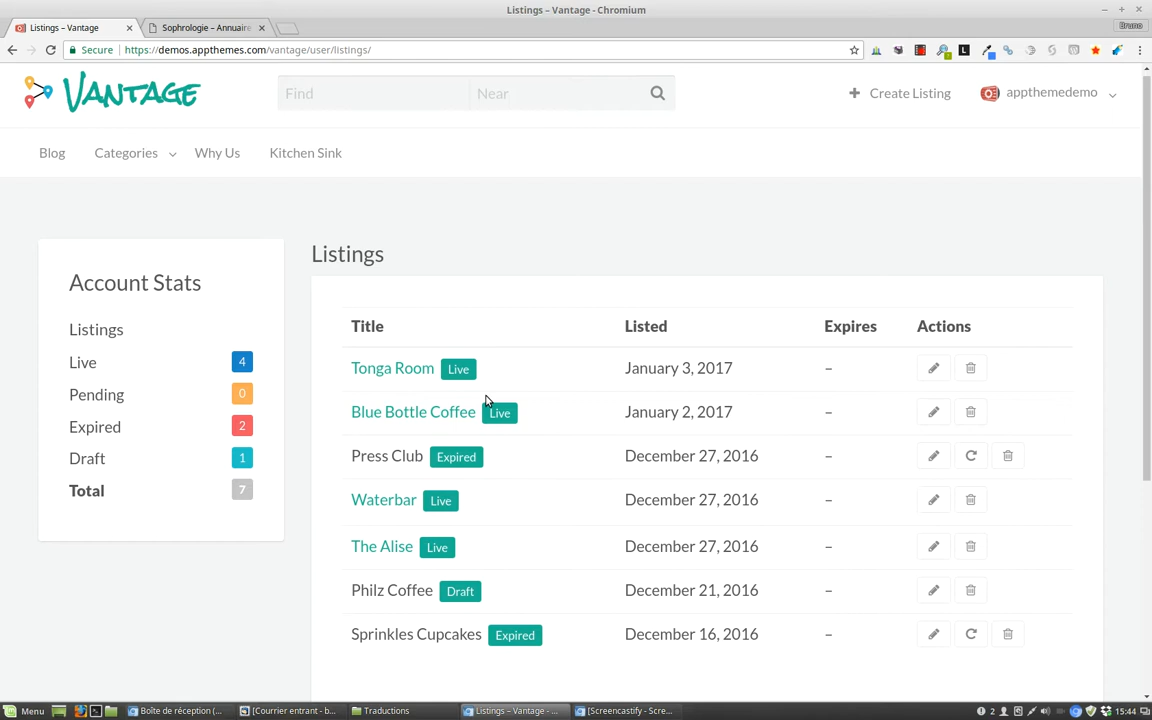 Listings – Vantage - Chromium
Listings – Vantage
Sophrologie – Annuaire
Bruno
Secure
https://demos.appthemes.com/vantage/user/listings/
VANTAGE
Find
Near
Create Listing
appthemedemo
Blog
Categories
Why Us
Kitchen Sink
Account Stats
Listings
Live 4
Pending 0
Expired 2
Draft 1
Total 7
Listings
Title Listed Expires Actions
Tonga Room Live January 3, 2017 –
Blue Bottle Coffee Live January 2, 2017 –
Press Club Expired December 27, 2016 –
Waterbar Live December 27, 2016 –
The Alise Live December 27, 2016 –
Philz Coffee Draft December 21, 2016 –
Sprinkles Cupcakes Expired December 16, 2016 –
Menu
Boîte de réception (...
[Courrier entrant - b...
Traductions
Listings – Vantage - ...
[Screencastify - Scre...
2
15:44